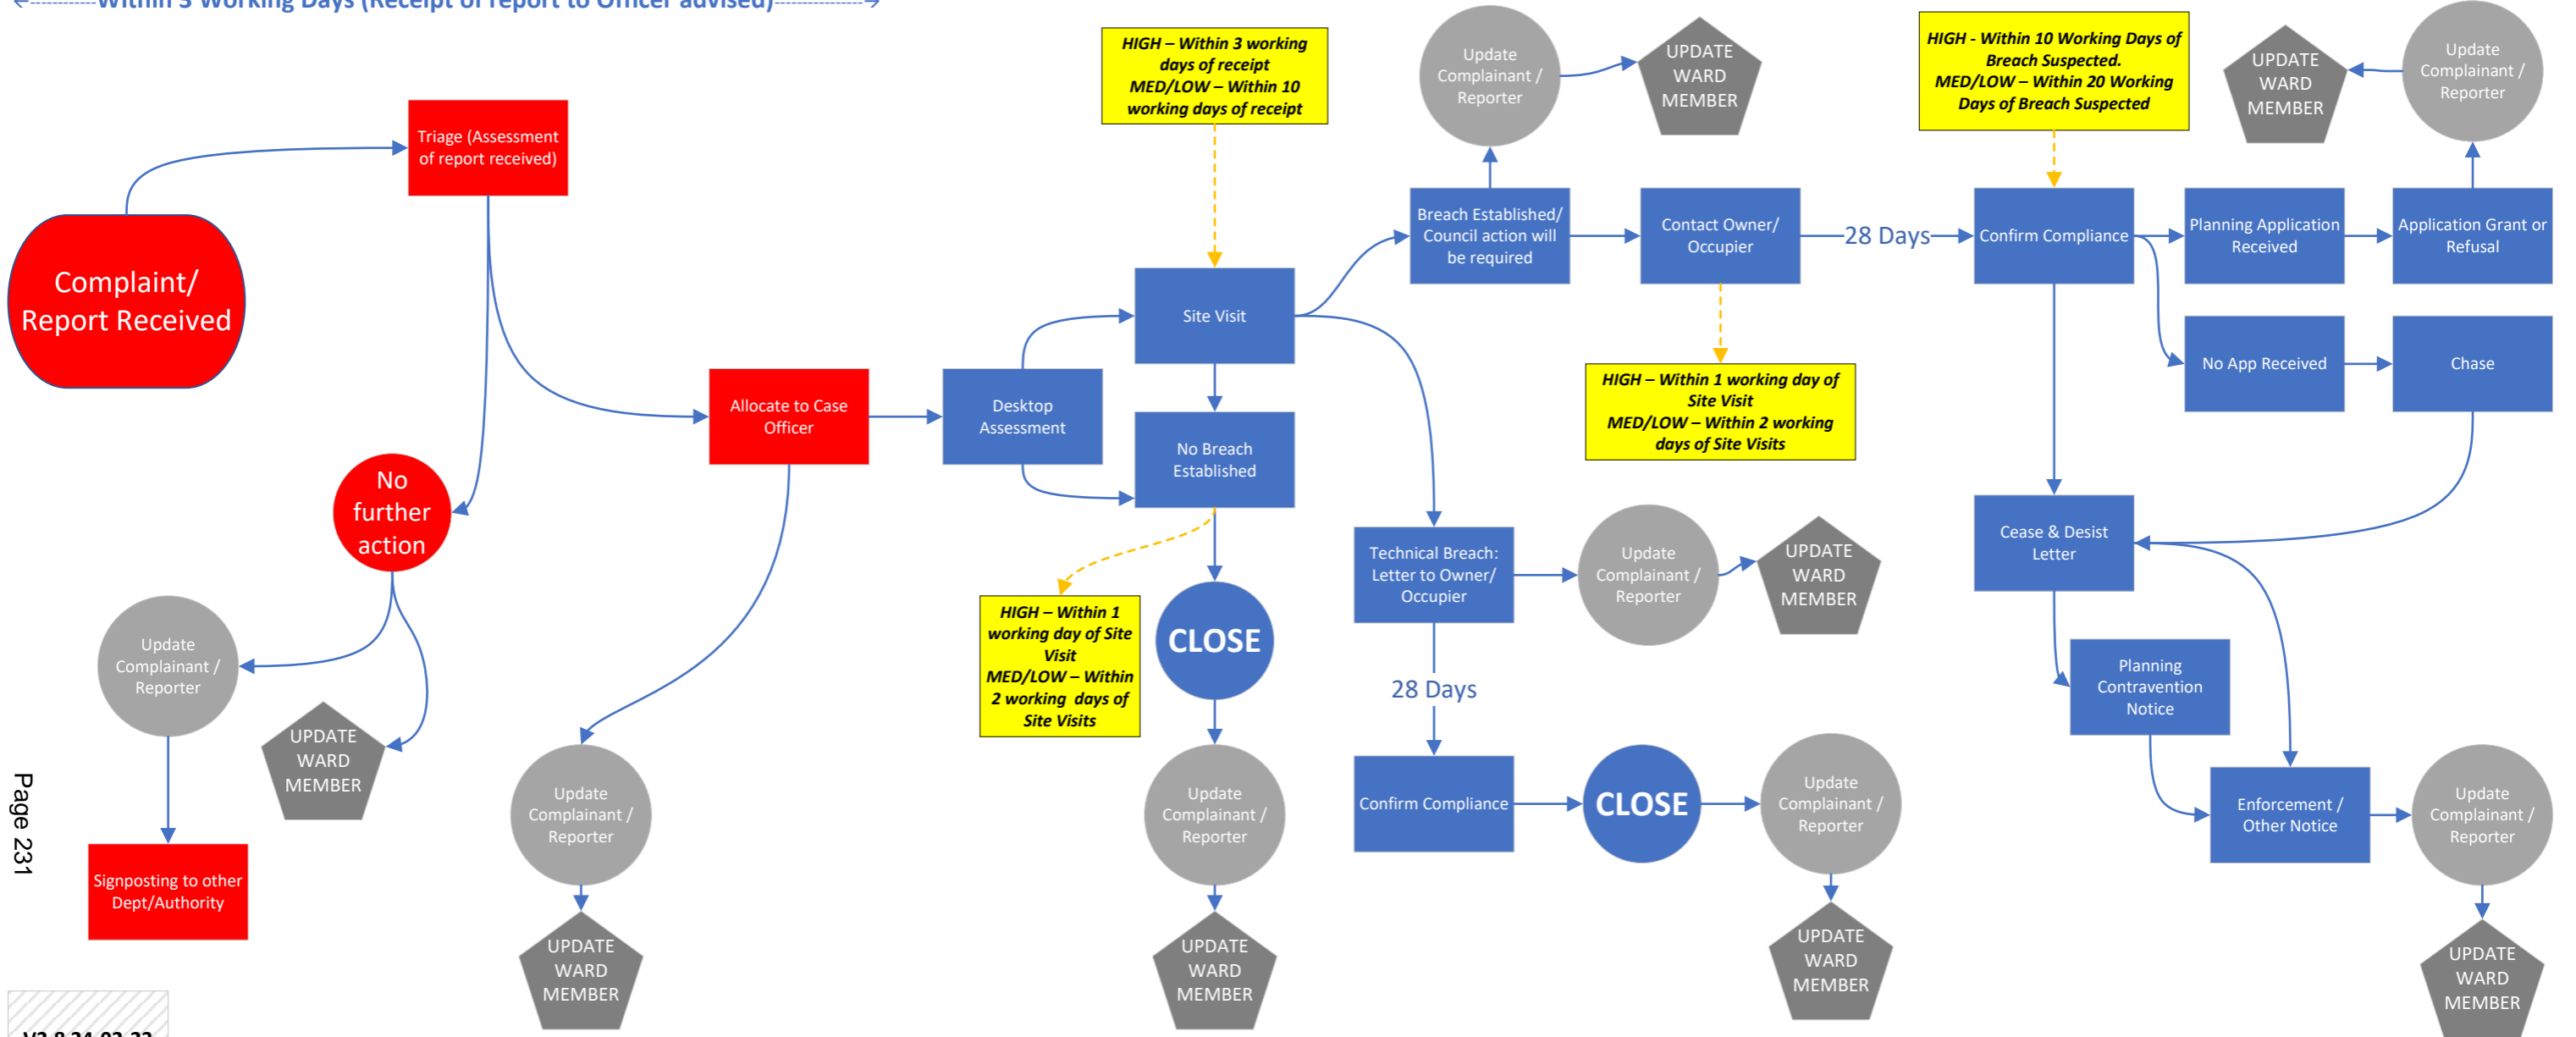 Within 3 Working Days (Receipt of report to Officer advised)
Complaint/
Report Received
Triage (Assessment
of report received)
No
further
action
Update
Complainant /
Reporter
UPDATE
WARD
MEMBER
Signposting to other
Dept/Authority
Allocate to Case
Officer
Update
Complainant /
Reporter
UPDATE
WARD
MEMBER
Desktop
Assessment
HIGH – Within 3 working
days of receipt
MED/LOW – Within 10
working days of receipt
Site Visit
No Breach
Established
HIGH – Within 1
working day of Site
Visit
MED/LOW – Within
2 working days of
Site Visits
CLOSE
Update
Complainant /
Reporter
UPDATE
WARD
MEMBER
Update
Complainant /
Reporter
UPDATE
WARD
MEMBER
Breach Established/
Council action will
be required
Contact Owner/
Occupier
HIGH – Within 1 working day of
Site Visit
MED/LOW – Within 2 working
days of Site Visits
28 Days
Technical Breach:
Letter to Owner/
Occupier
Update
Complainant /
Reporter
UPDATE
WARD
MEMBER
28 Days
Confirm Compliance
CLOSE
Update
Complainant /
Reporter
UPDATE
WARD
MEMBER
HIGH - Within 10 Working Days of
Breach Suspected.
MED/LOW – Within 20 Working
Days of Breach Suspected
Confirm Compliance
Planning Application
Received
Application Grant or
Refusal
Update
Complainant /
Reporter
UPDATE
WARD
MEMBER
No App Received
Chase
Cease & Desist
Letter
Planning
Contravention
Notice
Enforcement /
Other Notice
Update
Complainant /
Reporter
UPDATE
WARD
MEMBER
Page 231